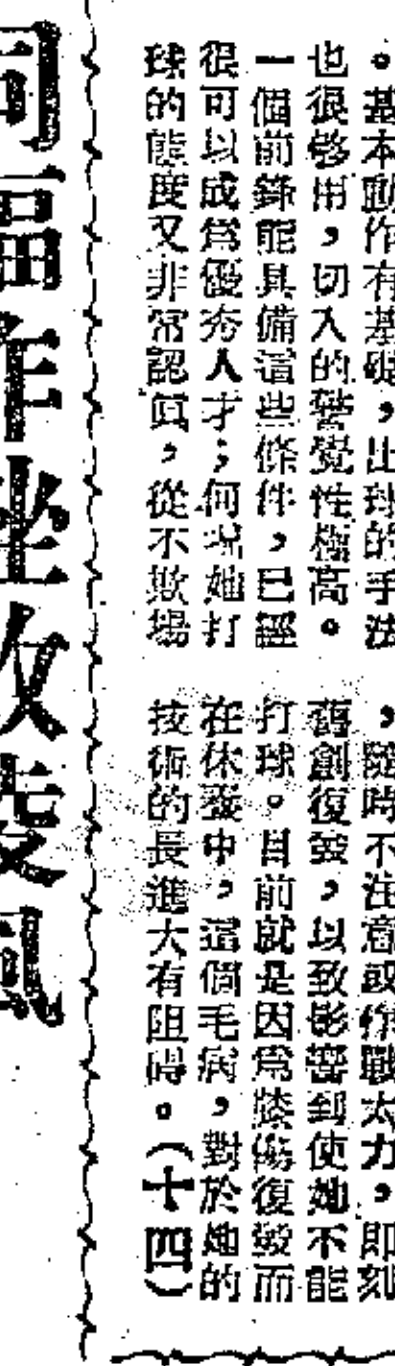 。基本動作有基礎，出球的手法
也很夠用，切入的警覺性極高。
一個前鋒能具備這些條件，已經
很可以成爲優秀人才；何况她打
球的態度又非常認眞，從不欺場
，隨時不注意或作戰太力，即刻
舊創復發，以致影響到使她不能
打球。目前就是因爲膝傷復發而
在休養中，這個毛病，對於她的
技術的長進大有阻碍。（十四）